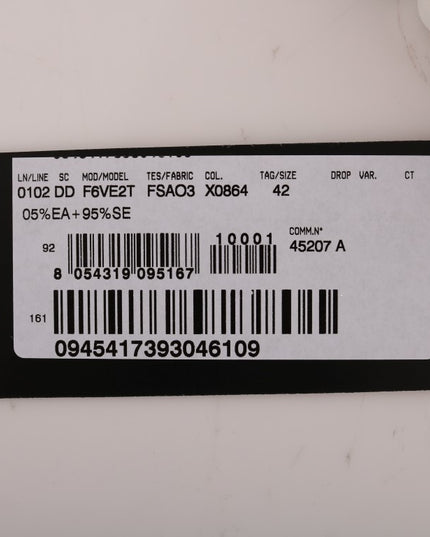 LN/LINE SC MOD/MODEL TES/FABRIC COL. TAG/SIZE DROP VAR. CT
0102 DD F6VE2T FSAO3 X0864 42
05%EA+95%SE
92
10001
COMM.N°
45207 A
8 054319 095167
161
0945417393046109